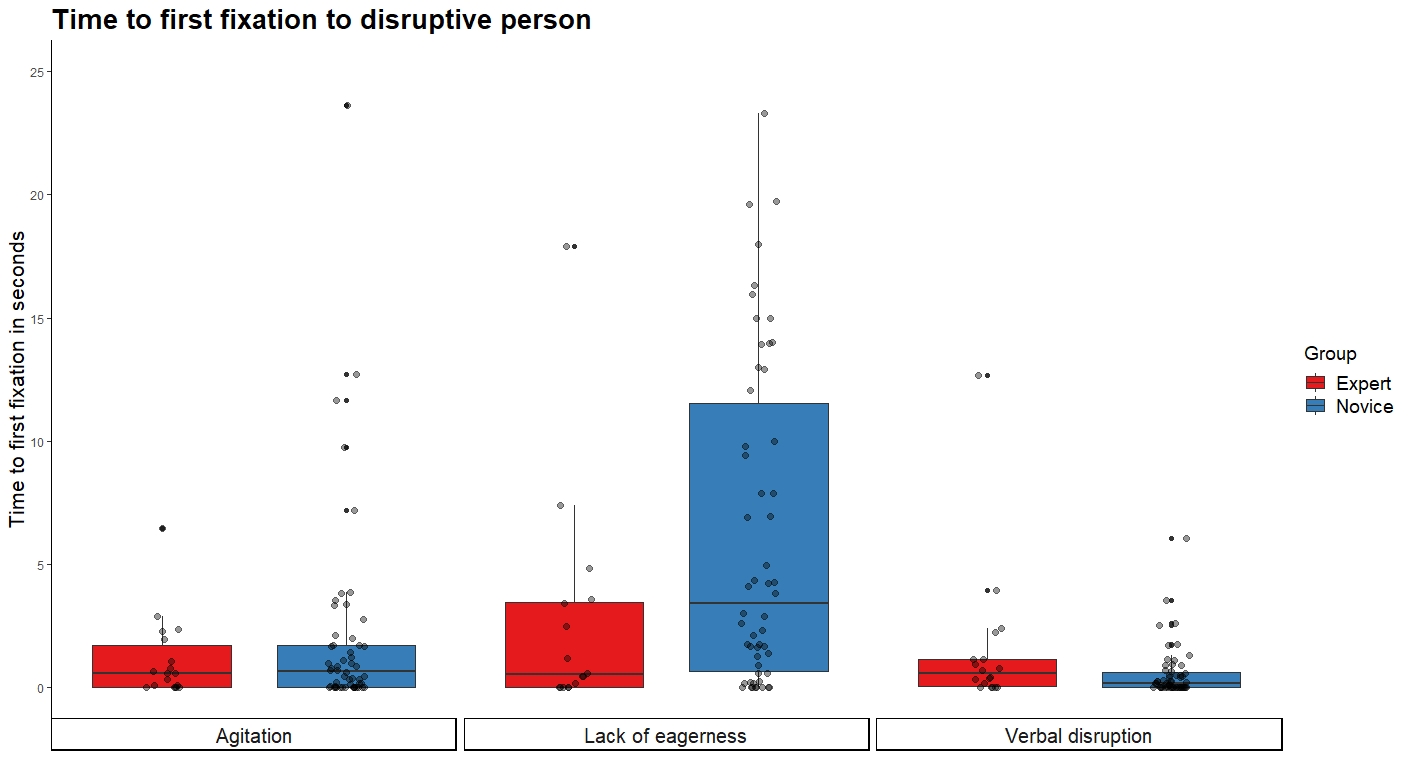 Time to first fixation to disruptive person
Time to first fixation in seconds
25
20
15
10
5
0
Agitation
Lack of eagerness
Verbal disruption
Group
Expert
Novice